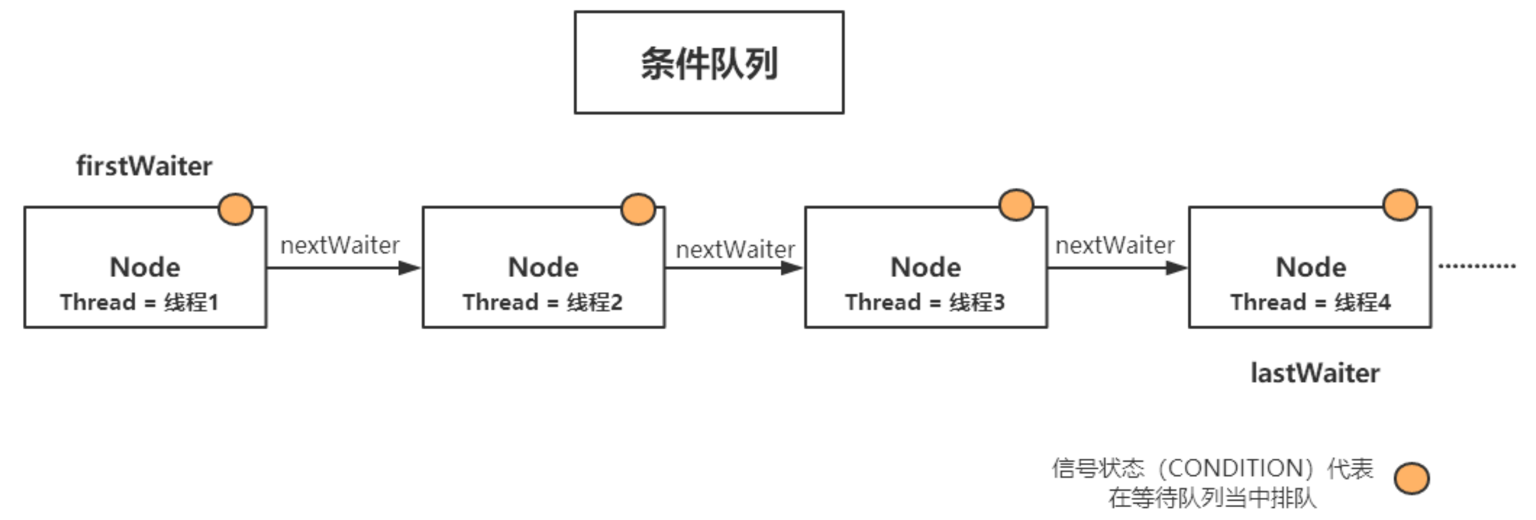 条件队列
firstWaiter
Node
Thread = 线程1
nextWaiter
Node
Thread = 线程2
nextWaiter
Node
Thread = 线程3
nextWaiter
Node
Thread = 线程4
lastWaiter
信号状态（CONDITION）代表
在等待队列当中排队